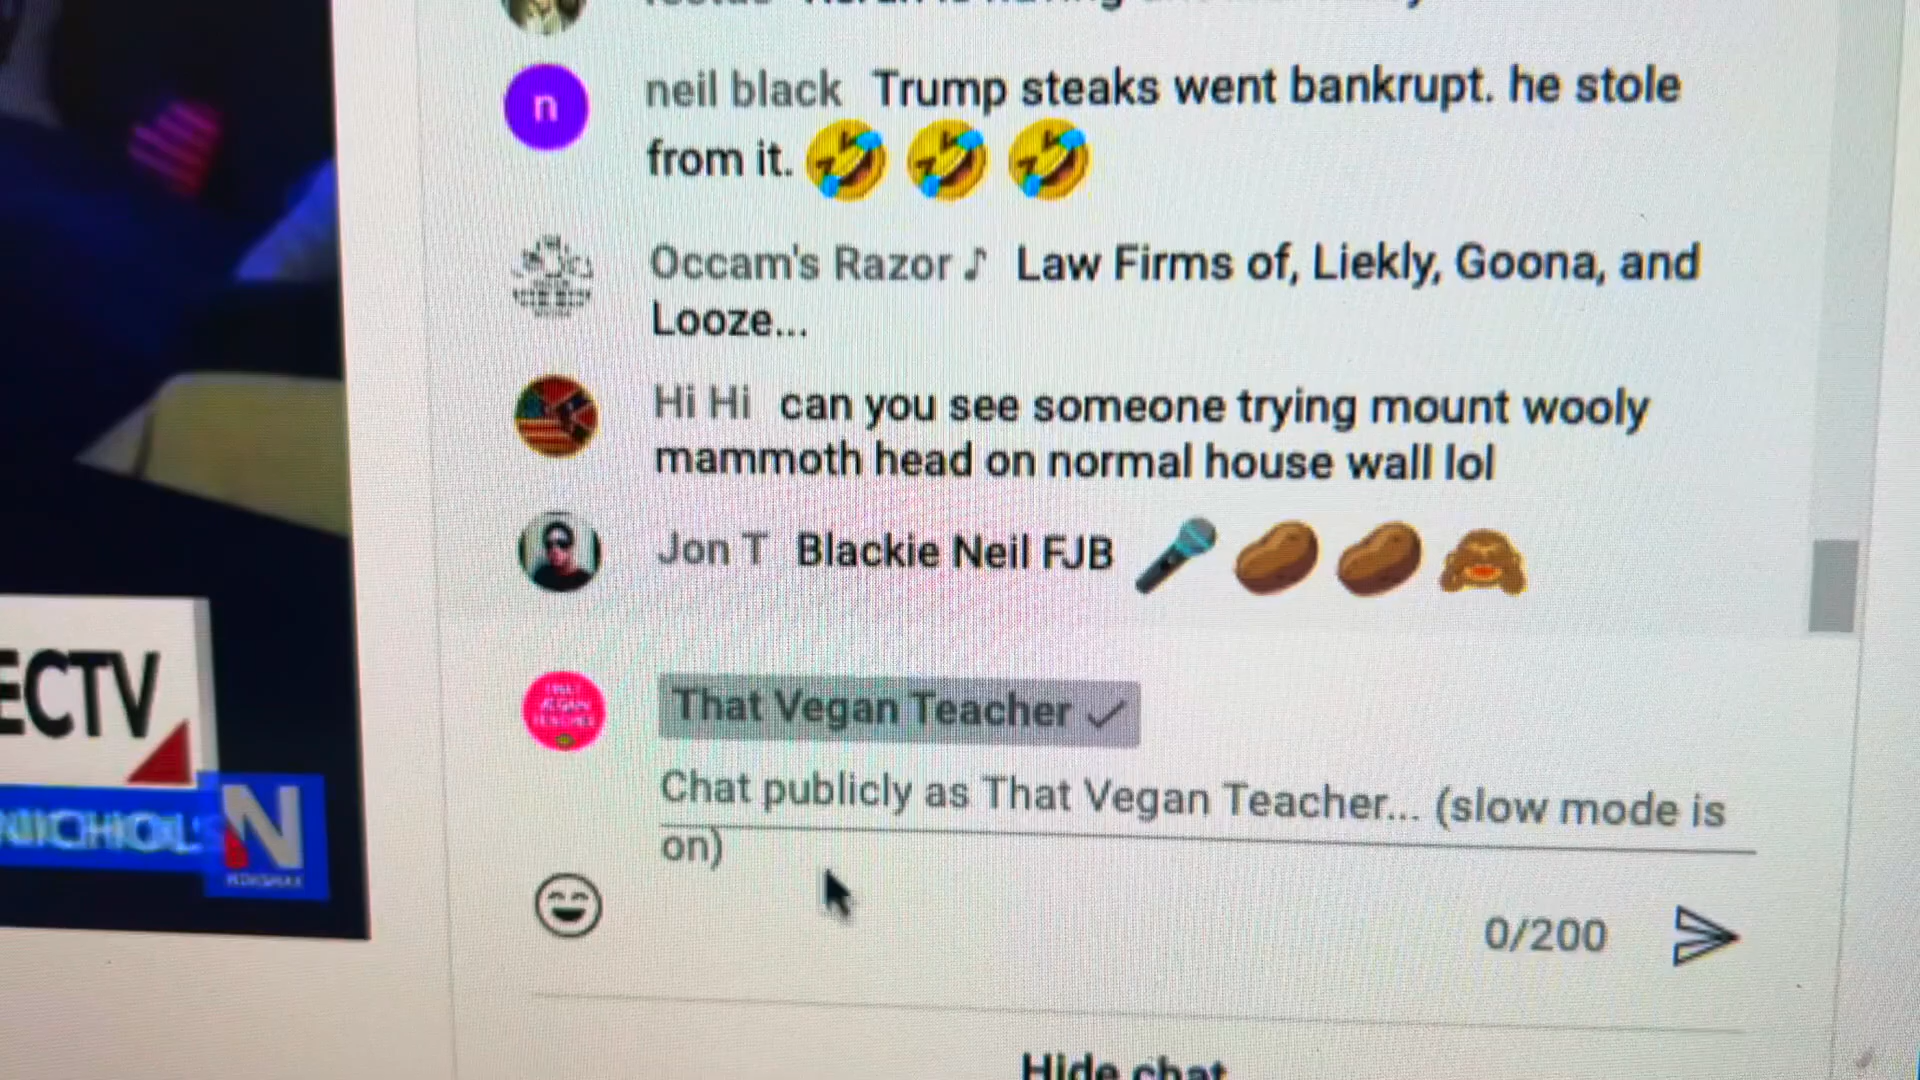 n
neil black Trump steaks went bankrupt. he stole
from it. 🤣 🤣 🤣
Occam's Razor ♪ Law Firms of, Liekly, Goona, and
Looze...
Hi Hi can you see someone trying mount wooly
mammoth head on normal house wall lol
Jon T Blackie Neil FJB 🎤 🥔 🥔 🙈
That Vegan Teacher ✓
Chat publicly as That Vegan Teacher... (slow mode is
on)
0/200
Hide chat
ECTV
NICHOLS
N
NEWSMAX